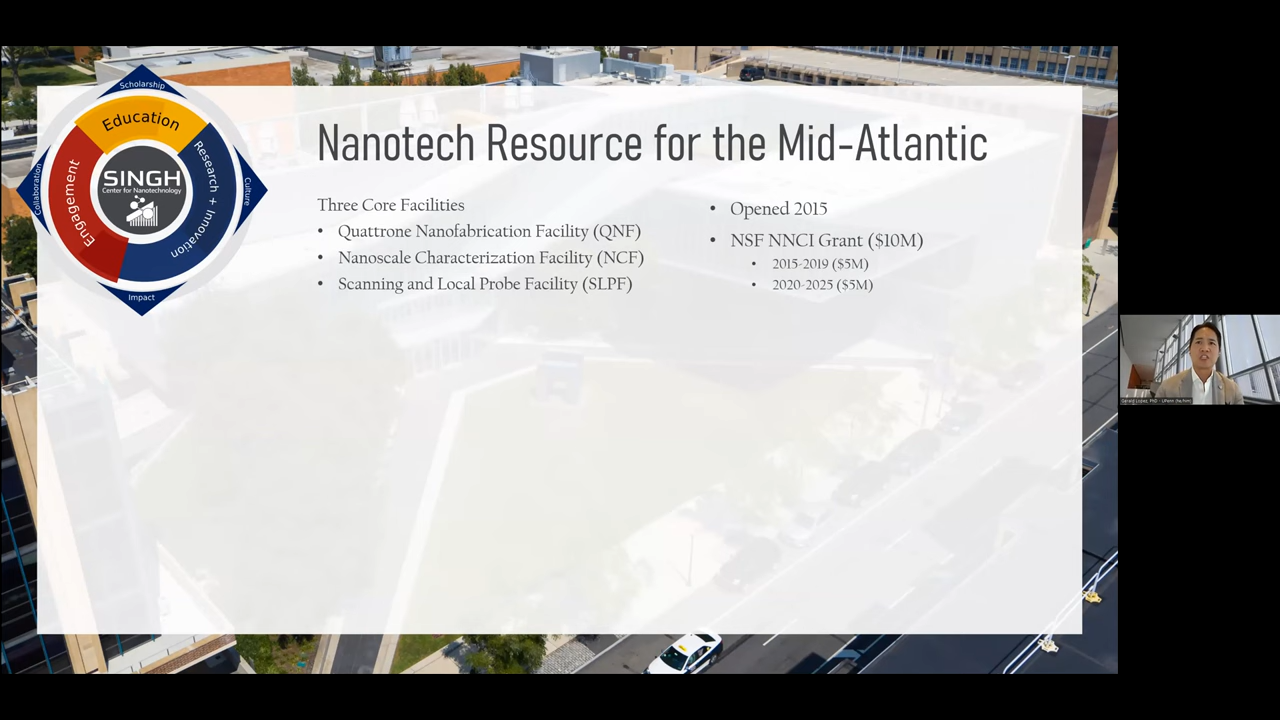 Scholarship
Education
Engagement
Research + Innovation
Collaboration
Culture
SINGH
Center for Nanotechnology
Impact
Nanotech Resource for the Mid-Atlantic
Three Core Facilities
• Quattrone Nanofabrication Facility (QNF)
• Nanoscale Characterization Facility (NCF)
• Scanning and Local Probe Facility (SLPF)
• Opened 2015
• NSF NNCI Grant ($10M)
• 2015-2019 ($5M)
• 2020-2025 ($5M)